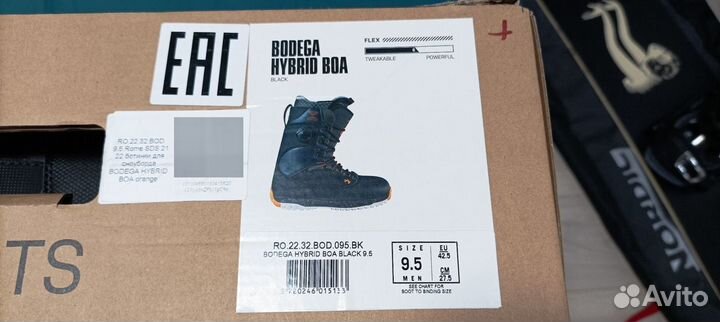 EAC
RO.22.32.BOD.
9.5 Rome SDS 21
22 ботинки для
сноуборда
BODEGA HYBRID
BOA orange
TS
BODEGA
HYBRID BOA
BLACK
FLEX
TWEAKABLE POWERFUL
RO.22.32.BOD.095.BK
BODEGA HYBRID BOA BLACK 9.5
SIZE
9.5
MEN
EU
42.5
CM
27.5
SEE CHART FOR
BOOT TO BINDING SIZE
STATION
Avito